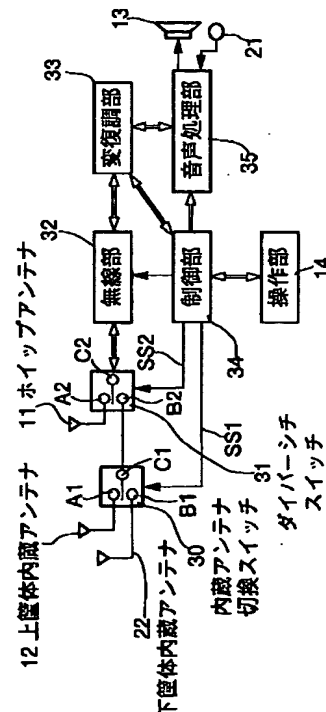 11 ホイップアンテナ
12 上筐体内蔵アンテナ
22
下筐体内蔵アンテナ
A1
B1
C1
30
内蔵アンテナ
切換スイッチ
A2
B2
C2
31
ダイバーシチ
スイッチ
SS1
SS2
32
無線部
33
変復調部
34
制御部
35
音声処理部
13
21
14
操作部